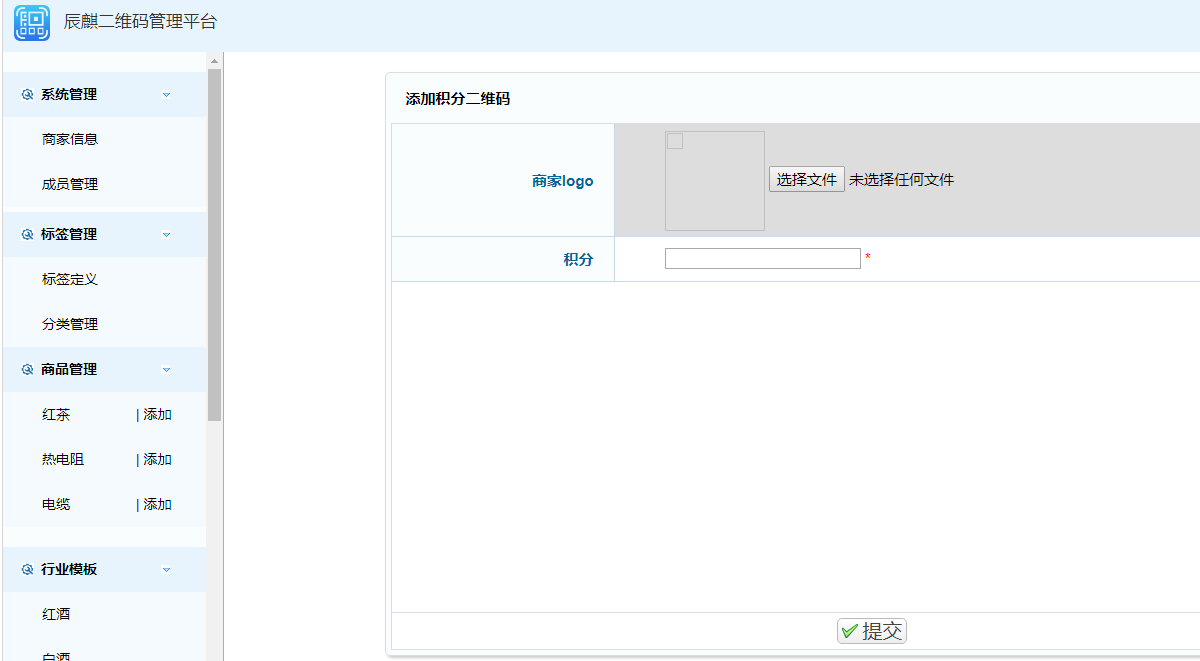 辰麒二维码管理平台
系统管理
商家信息
成员管理
标签管理
标签定义
分类管理
商品管理
红茶 | 添加
热电阻 | 添加
电缆 | 添加
行业模板
红酒
白酒
添加积分二维码
商家logo 选择文件 未选择任何文件
积分 *
提交